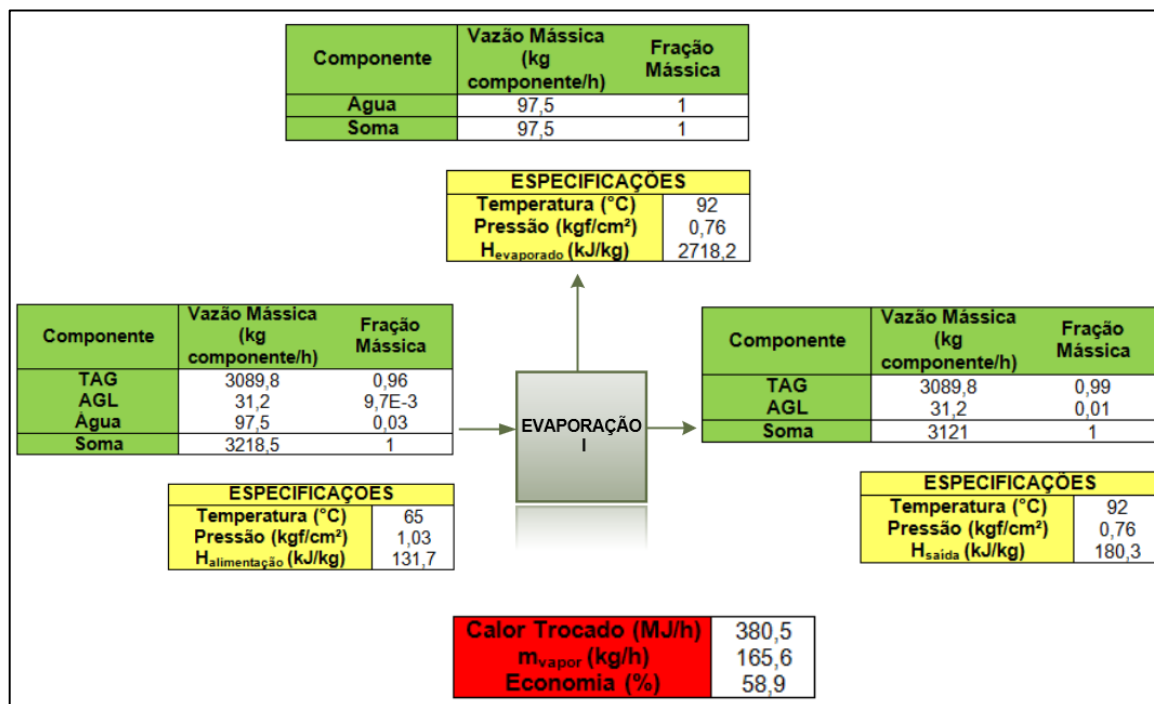 Componente Vazão Mássica (kg componente/h) Fração Mássica
Água 97,5 1
Soma 97,5 1
ESPECIFICAÇÕES
Temperatura (°C) 92
Pressão (kgf/cm²) 0,76
Hevaporado (kJ/kg) 2718,2
Componente Vazão Mássica (kg componente/h) Fração Mássica
TAG 3089,8 0,96
AGL 31,2 9,7E-3
Água 97,5 0,03
Soma 3218,5 1
ESPECIFICAÇÕES
Temperatura (°C) 65
Pressão (kgf/cm²) 1,03
Halimentação (kJ/kg) 131,7
EVAPORAÇÃO
I
Componente Vazão Mássica (kg componente/h) Fração Mássica
TAG 3089,8 0,99
AGL 31,2 0,01
Soma 3121 1
ESPECIFICAÇÕES
Temperatura (°C) 92
Pressão (kgf/cm²) 0,76
Hsaída (kJ/kg) 180,3
Calor Trocado (MJ/h) 380,5
mvapor (kg/h) 165,6
Economia (%) 58,9